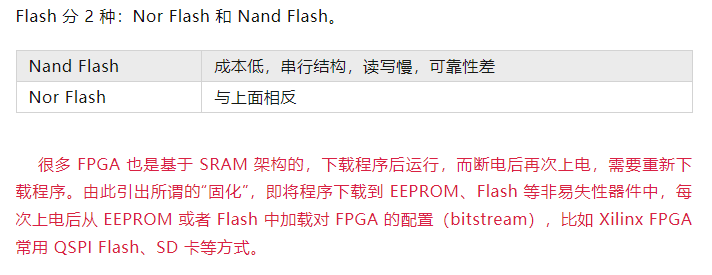 Flash 分 2 种：Nor Flash 和 Nand Flash。
Nand Flash 成本低，串行结构，读写慢，可靠性差
Nor Flash 与上面相反
很多 FPGA 也是基于 SRAM 架构的，下载程序后运行，而断电后再次上电，需要重新下
载程序。由此引出所谓的“固化”，即将程序下载到 EEPROM、Flash 等非易失性器件中，每
次上电后从 EEPROM 或者 Flash 中加载对 FPGA 的配置（bitstream），比如 Xilinx FPGA
常用 QSPI Flash、SD 卡等方式。